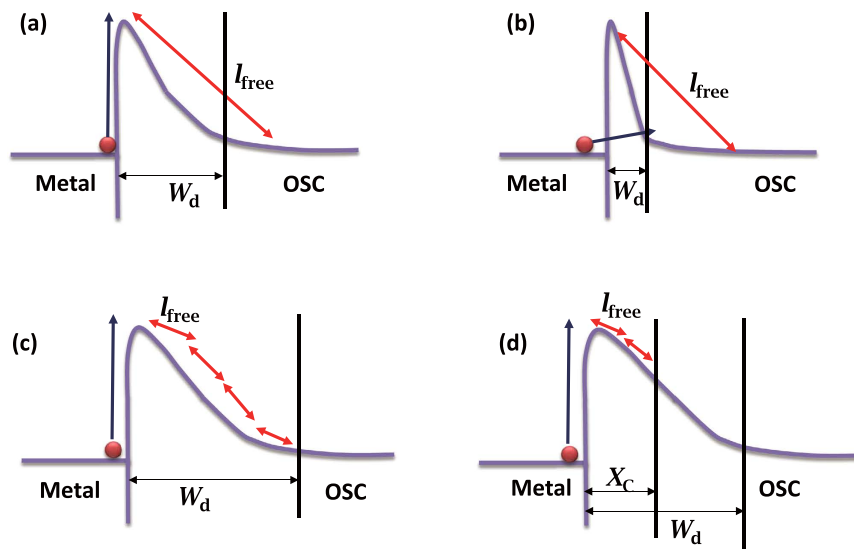 (a)
l_free
Metal
W_d
OSC
(b)
l_free
Metal
W_d
OSC
(c)
l_free
Metal
W_d
OSC
(d)
l_free
Metal
X_C
OSC
W_d